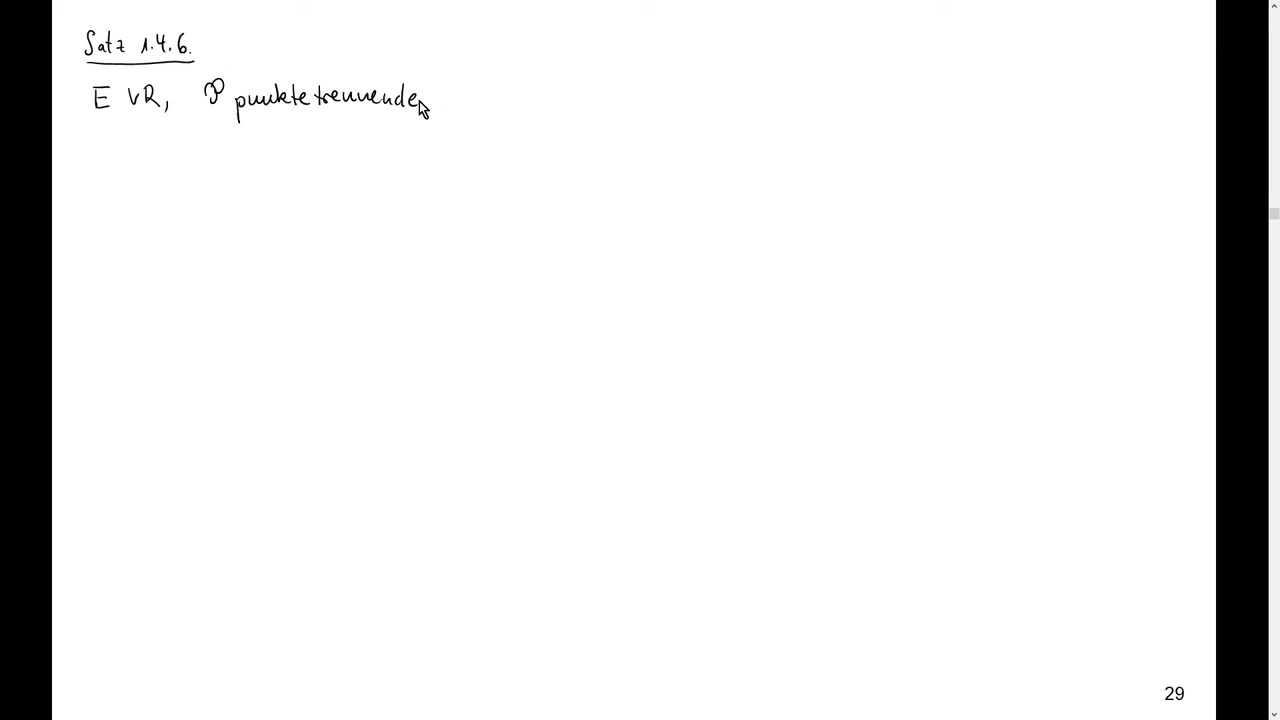 Satz 1.4.6.
E VR, 𝒫 punktetrennende
29